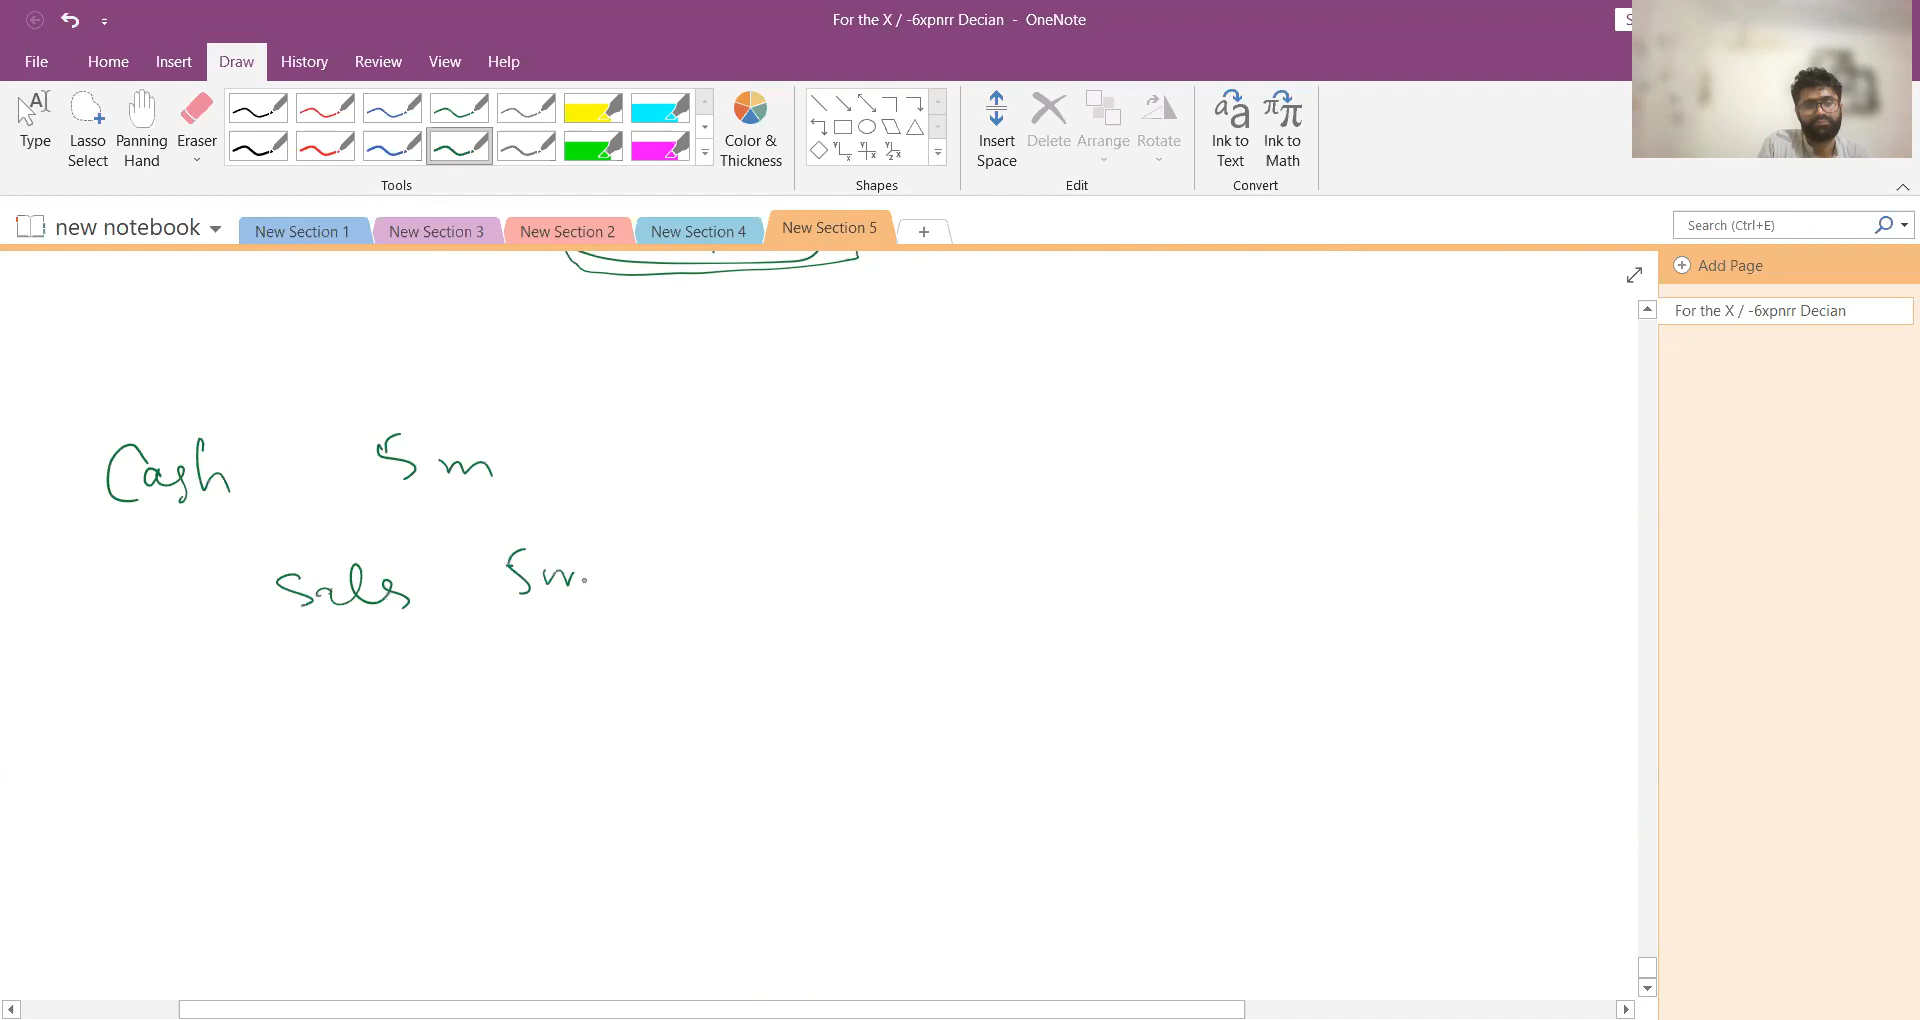 For the X / -6xpnrr Decian - OneNote
File Home Insert Draw History Review View Help
Type Lasso Select Panning Hand Eraser Color & Thickness Insert Space Delete Arrange Rotate Ink to Text Ink to Math
Tools Shapes Edit Convert
new notebook New Section 1 New Section 3 New Section 2 New Section 4 New Section 5 + Search (Ctrl+E)
Add Page
For the X / -6xpnrr Decian
Cash 5 m
Sales 5 m